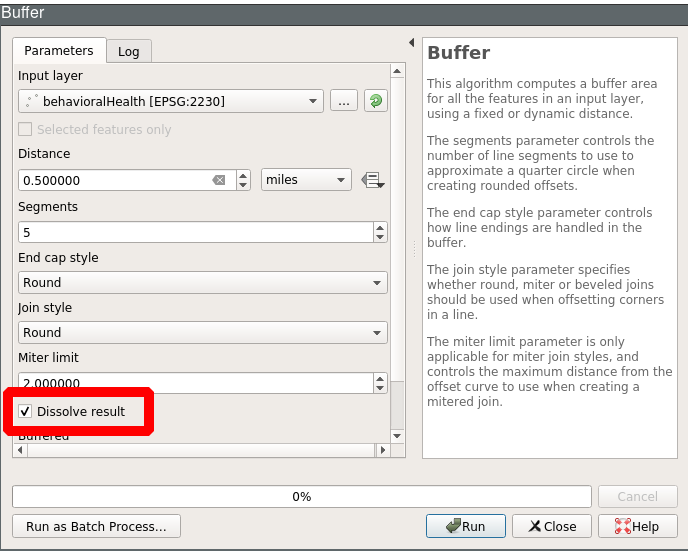 Buffer
Parameters
Log
Input layer
behavioralHealth [EPSG:2230]
...
Selected features only
Distance
0.500000
miles
Segments
5
End cap style
Round
Join style
Round
Miter limit
2.000000
Dissolve result
Buffered
Buffer
This algorithm computes a buffer area
for all the features in an input layer,
using a fixed or dynamic distance.
The segments parameter controls the
number of line segments to use to
approximate a quarter circle when
creating rounded offsets.
The end cap style parameter controls
how line endings are handled in the
buffer.
The join style parameter specifies
whether round, miter or beveled joins
should be used when offsetting corners
in a line.
The miter limit parameter is only
applicable for miter join styles, and
controls the maximum distance from the
offset curve to use when creating a
mitered join.
0%
Cancel
Run as Batch Process...
Run
Close
Help